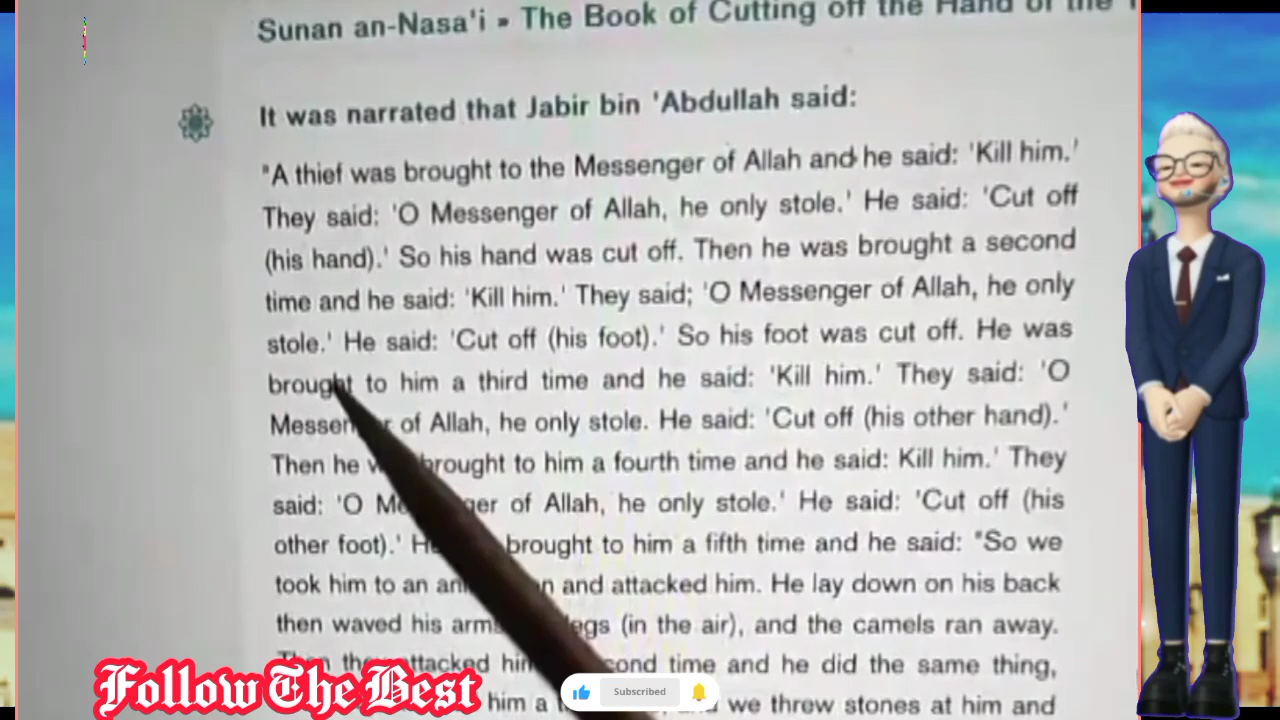 Sunan an-Nasa'i » The Book of Cutting off the Hand of the
It was narrated that Jabir bin 'Abdullah said:
"A thief was brought to the Messenger of Allah and he said: 'Kill him.'
They said: 'O Messenger of Allah, he only stole.' He said: 'Cut off
(his hand).' So his hand was cut off. Then he was brought a second
time and he said: 'Kill him.' They said; 'O Messenger of Allah, he only
stole.' He said: 'Cut off (his foot).' So his foot was cut off. He was
brought to him a third time and he said: 'Kill him.' They said: 'O
of Allah, he only stole. He said: 'Cut off (his other hand).'
Then he brought to him a fourth time and he said: Kill him.' They
said: 'O of Allah, he only stole.' He said: 'Cut off (his
other foot).' brought to him a fifth time and he said: "So we
took him to an and attacked him. He lay down on his back
then waved his legs (in the air), and the camels ran away.
attacked time and he did the same thing,
him a we threw stones at him and
Follow The Best
Subscribed